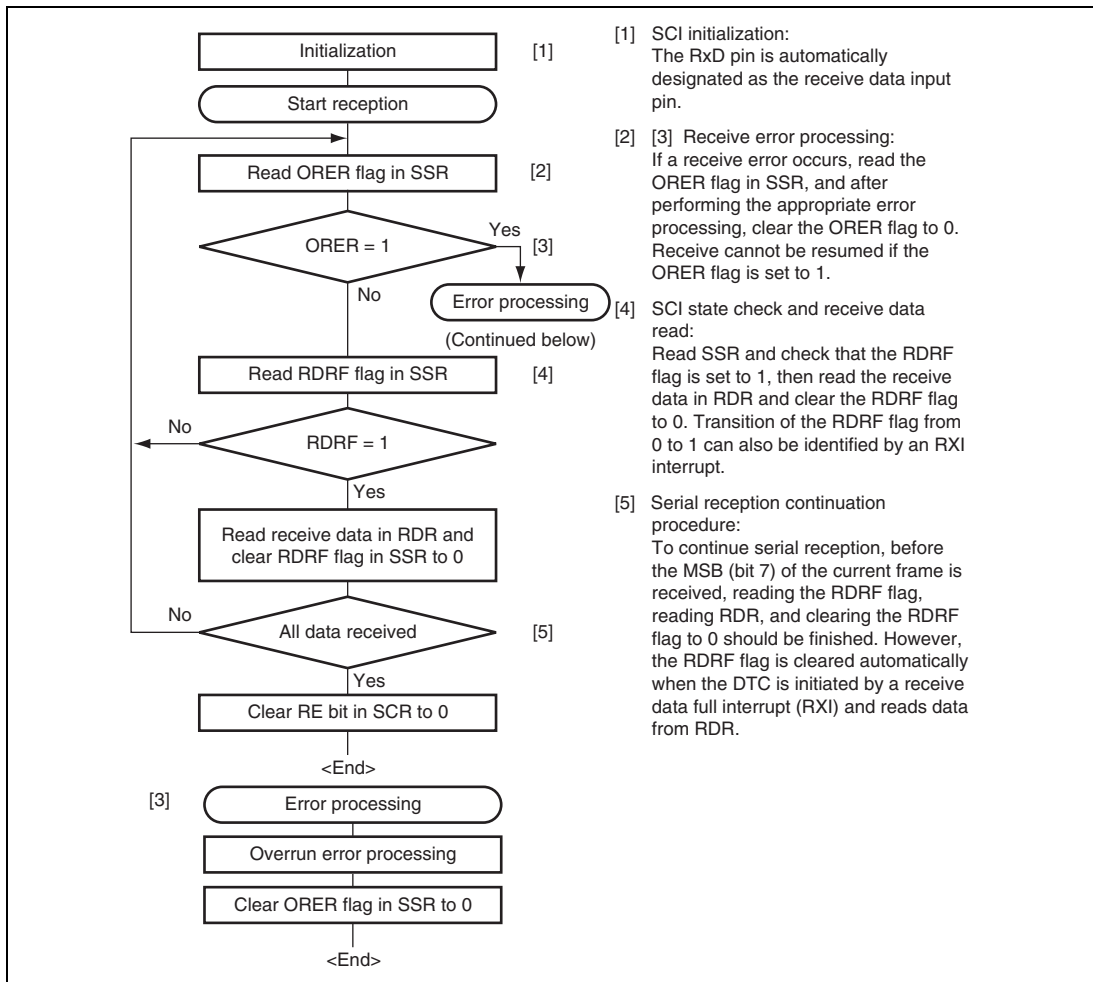 Initialization [1]
Start reception
Read ORER flag in SSR [2]
ORER = 1
Yes [3]
No
Error processing
(Continued below)
Read RDRF flag in SSR [4]
No
RDRF = 1
Yes
Read receive data in RDR and
clear RDRF flag in SSR to 0
No
All data received [5]
Yes
Clear RE bit in SCR to 0
<End>
[3] Error processing
Overrun error processing
Clear ORER flag in SSR to 0
<End>
[1] SCI initialization:
The RxD pin is automatically
designated as the receive data input
pin.
[2] [3] Receive error processing:
If a receive error occurs, read the
ORER flag in SSR, and after
performing the appropriate error
processing, clear the ORER flag to 0.
Receive cannot be resumed if the
ORER flag is set to 1.
[4] SCI state check and receive data
read:
Read SSR and check that the RDRF
flag is set to 1, then read the receive
data in RDR and clear the RDRF flag
to 0. Transition of the RDRF flag from
0 to 1 can also be identified by an RXI
interrupt.
[5] Serial reception continuation
procedure:
To continue serial reception, before
the MSB (bit 7) of the current frame is
received, reading the RDRF flag,
reading RDR, and clearing the RDRF
flag to 0 should be finished. However,
the RDRF flag is cleared automatically
when the DTC is initiated by a receive
data full interrupt (RXI) and reads data
from RDR.